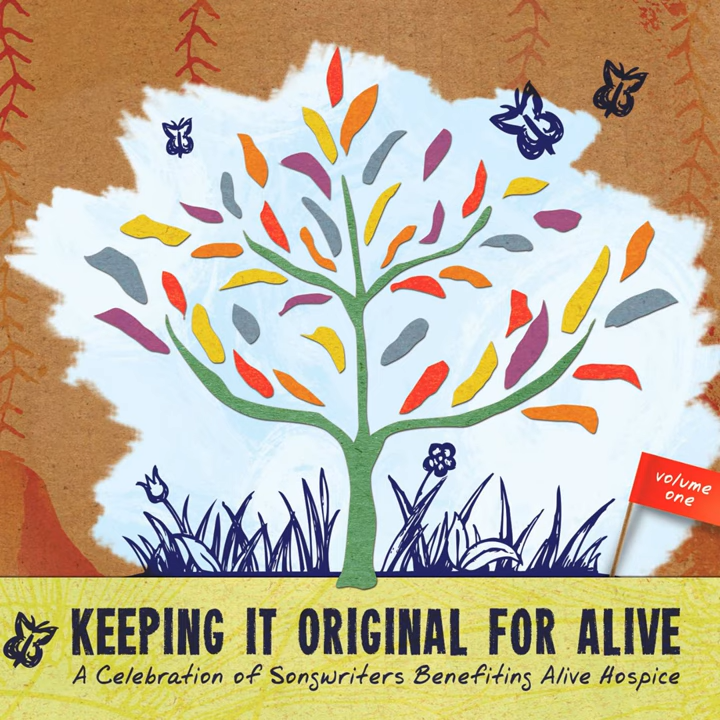 volume
one
KEEPING IT ORIGINAL FOR ALIVE
A Celebration of Songwriters Benefiting Alive Hospice